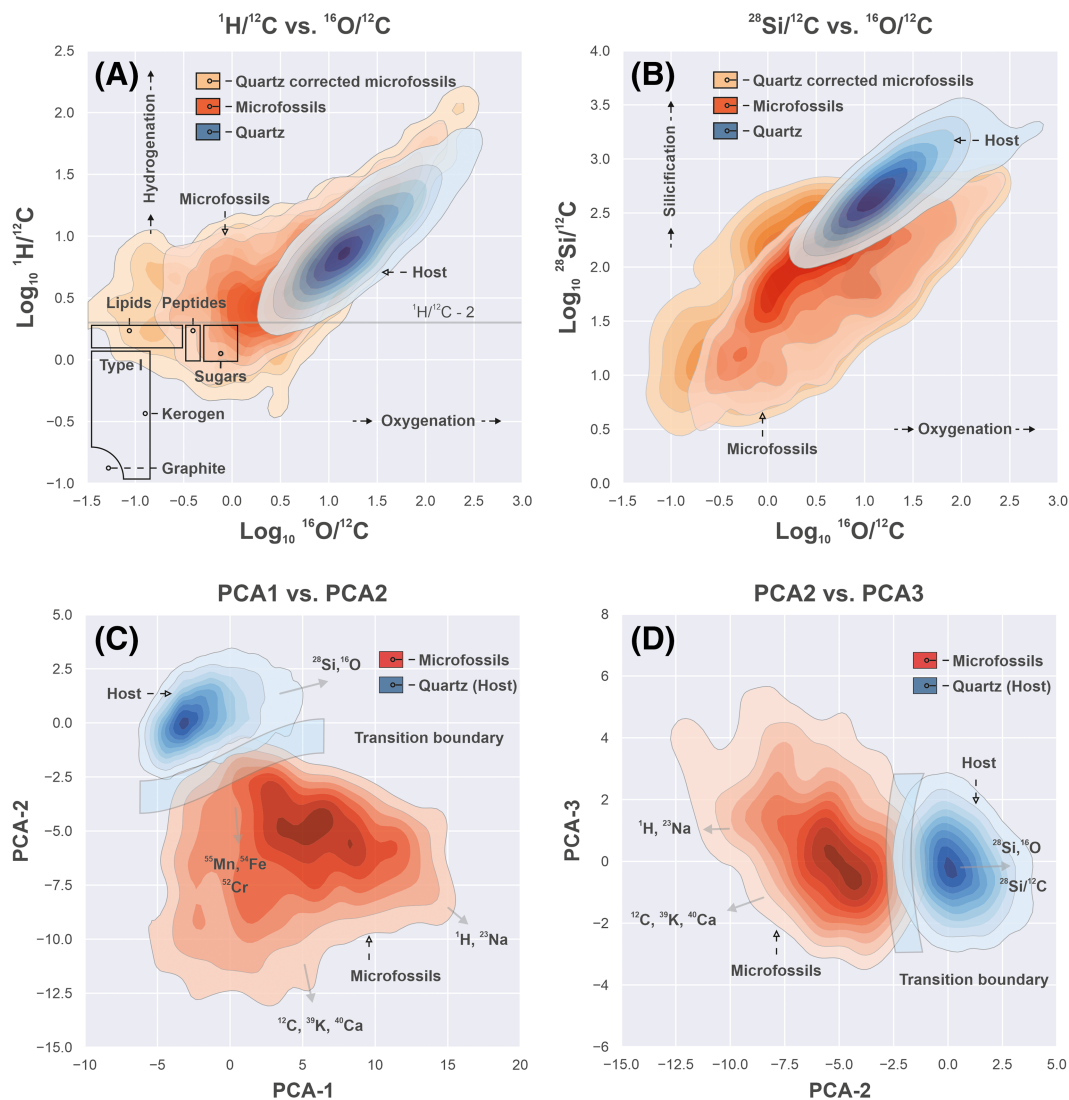 ¹H/¹²C vs. ¹⁶O/¹²C
(A)
Quartz corrected microfossils
Microfossils
Quartz
Hydrogenation
Microfossils
Host
¹H/¹²C - 2
Lipids
Peptides
Type I
Sugars
Kerogen
Oxygenation
Graphite
2.5
2.0
1.5
1.0
0.5
0.0
−0.5
−1.0
Log₁₀ ¹H/¹²C
−1.5 −1.0 −0.5 0.0 0.5 1.0 1.5 2.0 2.5 3.0
Log₁₀ ¹⁶O/¹²C
²⁸Si/¹²C vs. ¹⁶O/¹²C
(B)
Quartz corrected microfossils
Microfossils
Quartz
Silicification
Host
Oxygenation
Microfossils
4.0
3.5
3.0
2.5
2.0
1.5
1.0
0.5
0.0
Log₁₀ ²⁸Si/¹²C
−1.5 −1.0 −0.5 0.0 0.5 1.0 1.5 2.0 2.5 3.0
Log₁₀ ¹⁶O/¹²C
PCA1 vs. PCA2
(C)
Microfossils
Quartz (Host)
²⁸Si,¹⁶O
Host
Transition boundary
⁵⁵Mn, ⁵⁴Fe
⁵²Cr
¹H, ²³Na
Microfossils
¹²C, ³⁹K, ⁴⁰Ca
5.0
2.5
0.0
−2.5
−5.0
−7.5
−10.0
−12.5
−15.0
PCA-2
−10 −5 0 5 10 15 20
PCA-1
PCA2 vs. PCA3
(D)
Microfossils
Quartz (Host)
Host
¹H, ²³Na
²⁸Si,¹⁶O
²⁸Si/¹²C
¹²C, ³⁹K, ⁴⁰Ca
Microfossils
Transition boundary
8
6
4
2
0
−2
−4
−6
PCA-3
−15.0 −12.5 −10.0 −7.5 −5.0 −2.5 0.0 2.5 5.0
PCA-2